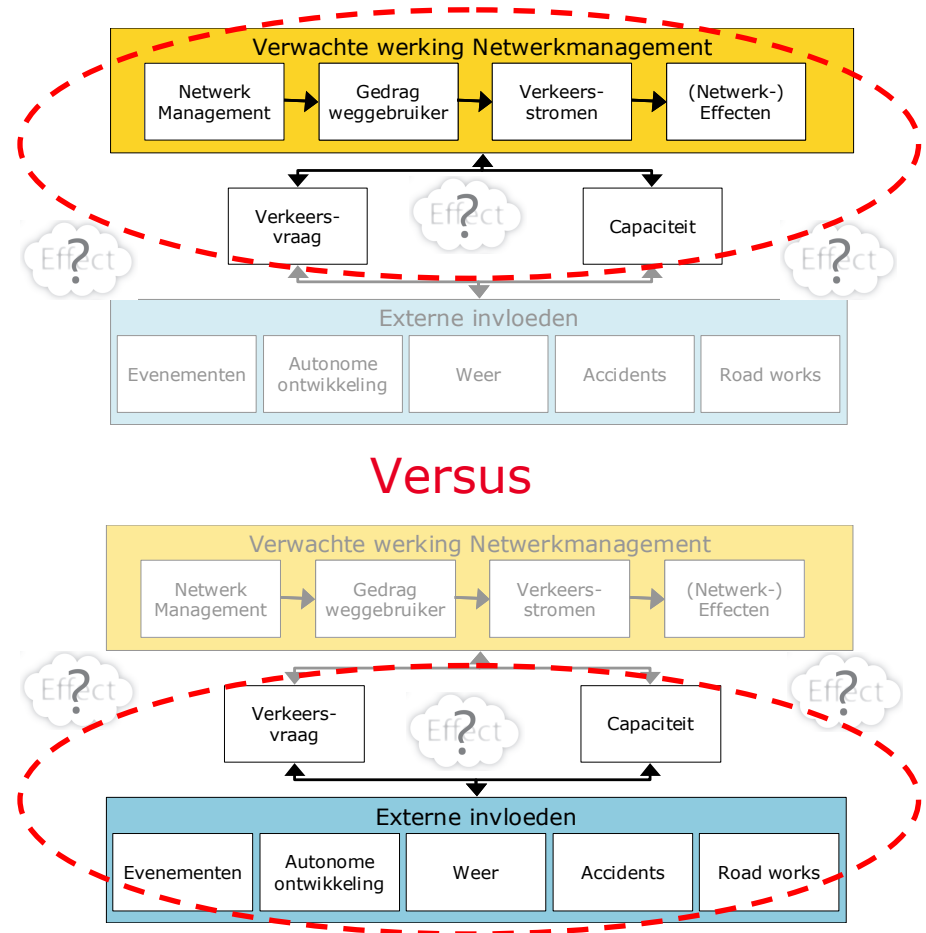 Verwachte werking Netwerkmanagement
Netwerk
Management
Gedrag
weggebruiker
Verkeers-
stromen
(Netwerk-)
Effecten
Verkeers-
vraag
Effect
?
Capaciteit
Effect
?
Effect
?
Externe invloeden
Evenementen
Autonome
ontwikkeling
Weer
Accidents
Road works
Versus
Verwachte werking Netwerkmanagement
Netwerk
Management
Gedrag
weggebruiker
Verkeers-
stromen
(Netwerk-)
Effecten
Effect
?
Verkeers-
vraag
Effect
?
Capaciteit
Effect
?
Externe invloeden
Evenementen
Autonome
ontwikkeling
Weer
Accidents
Road works